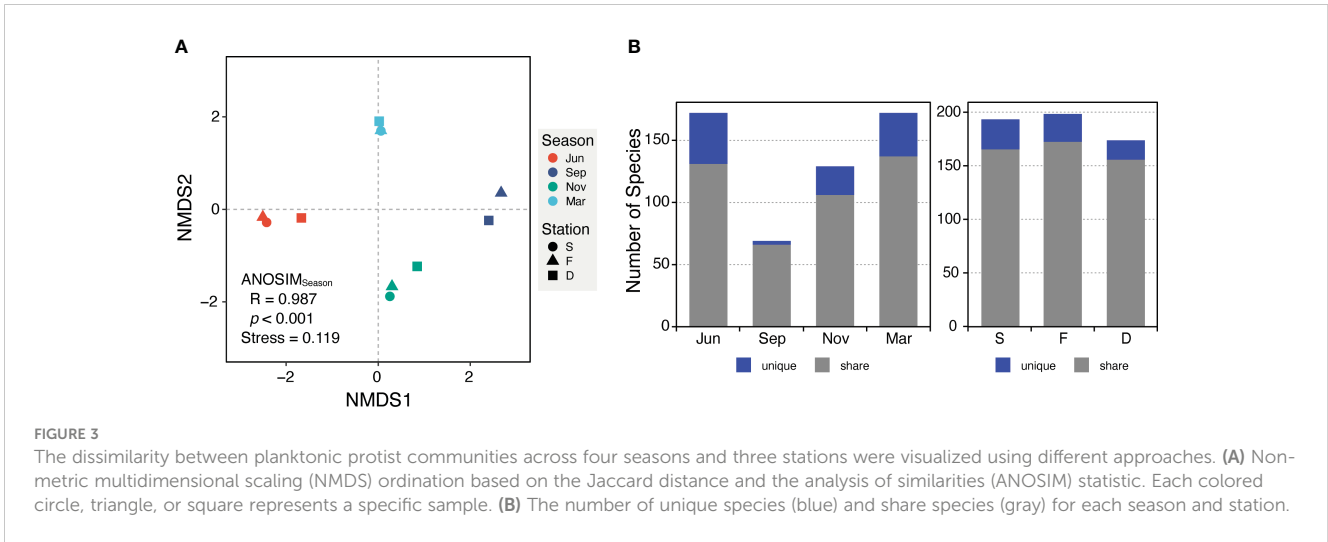 A
B
NMDS2
2
0
−2
−2
0
2
NMDS1
ANOSIMSeason
R = 0.987
p < 0.001
Stress = 0.119
Season
Jun
Sep
Nov
Mar
Station
S
F
D
Number of Species
150
100
50
0
Jun Sep Nov Mar
unique share
200
150
100
50
0
S F D
unique share
FIGURE 3
The dissimilarity between planktonic protist communities across four seasons and three stations were visualized using different approaches. (A) Non-
metric multidimensional scaling (NMDS) ordination based on the Jaccard distance and the analysis of similarities (ANOSIM) statistic. Each colored
circle, triangle, or square represents a specific sample. (B) The number of unique species (blue) and share species (gray) for each season and station.